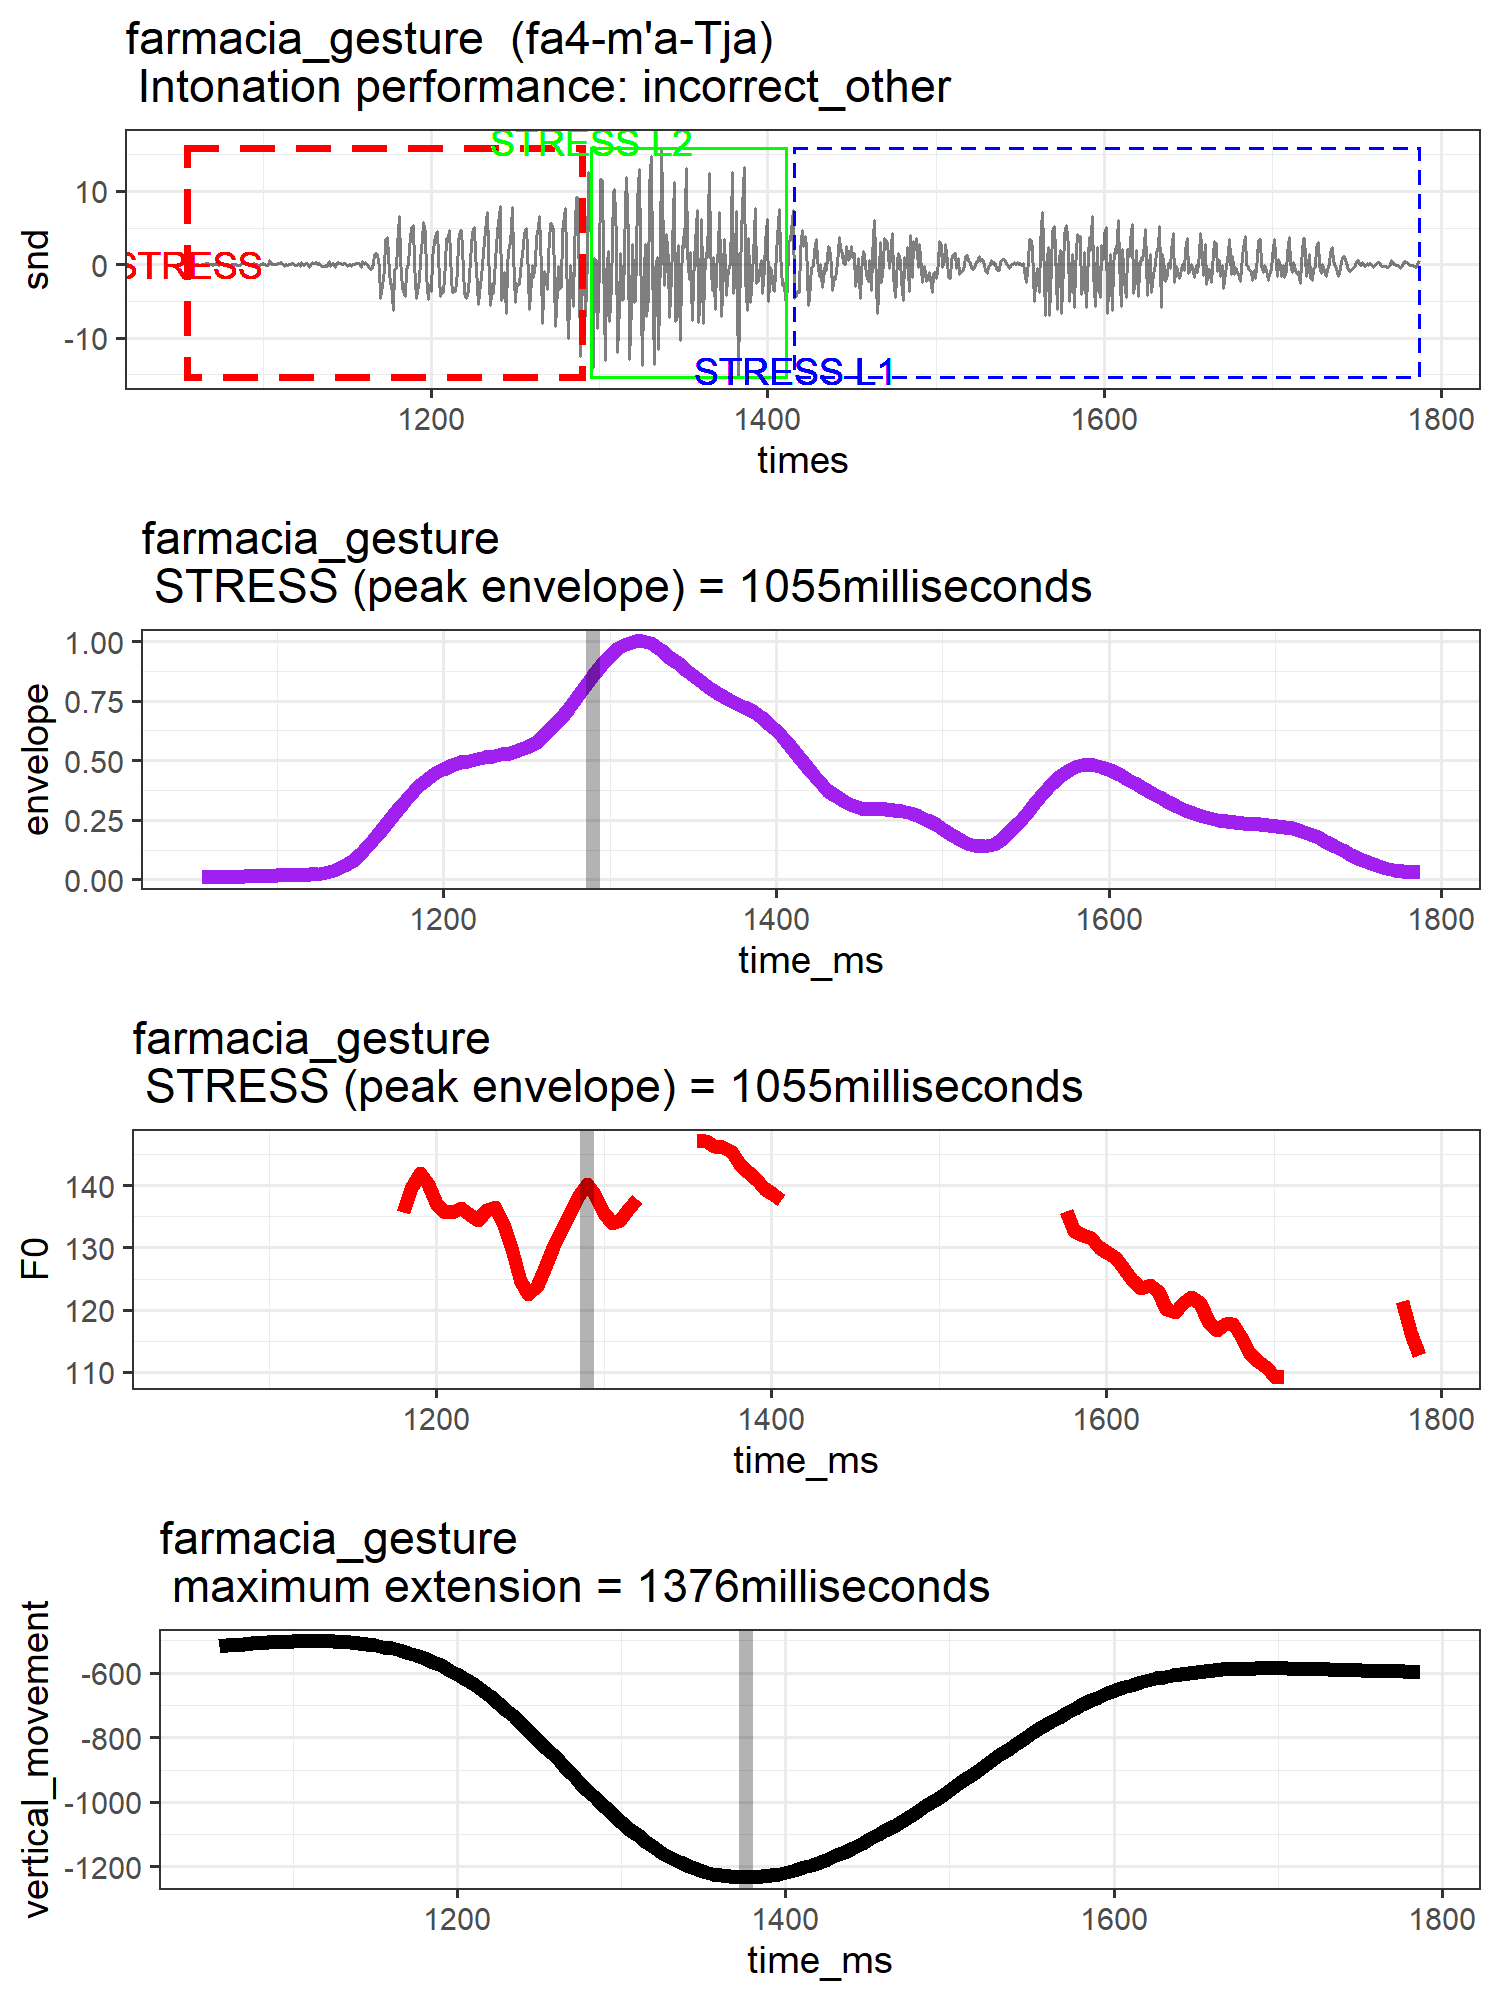 farmacia_gesture  (fa4-m'a-Tja)
Intonation performance: incorrect_other
STRESS L2
10
0
-10
snd
STRESS
STRESS L1
1200
1400
1600
1800
times
farmacia_gesture
STRESS (peak envelope) = 1055milliseconds
1.00
0.75
0.50
0.25
0.00
envelope
1200
1400
1600
1800
time_ms
farmacia_gesture
STRESS (peak envelope) = 1055milliseconds
140
130
120
110
F0
1200
1400
1600
1800
time_ms
farmacia_gesture
maximum extension = 1376milliseconds
-600
-800
-1000
-1200
vertical_movement
1200
1400
1600
1800
time_ms